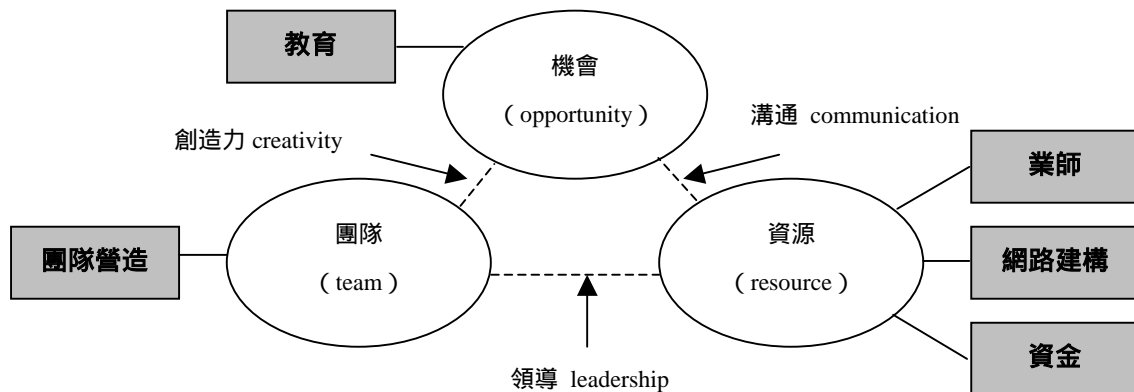 教育
機會
（opportunity）
創造力 creativity
溝通 communication
業師
團隊
（team）
資源
（resource）
團隊營造
網路建構
資金
領導 leadership